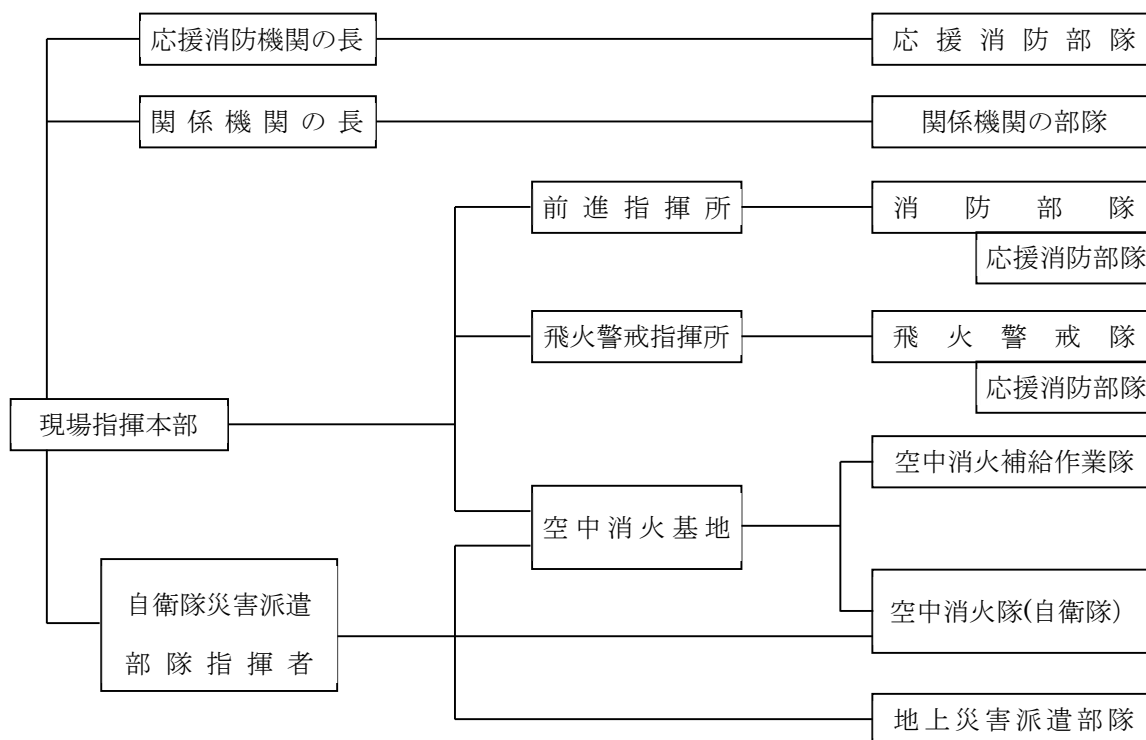 応援消防機関の長
応援消防部隊
関係機関の長
関係機関の部隊
前進指揮所
消防部隊
応援消防部隊
飛火警戒指揮所
飛火警戒隊
応援消防部隊
現場指揮本部
空中消火補給作業隊
空中消火基地
自衛隊災害派遣
部隊指揮者
空中消火隊(自衛隊）
地上災害派遣部隊